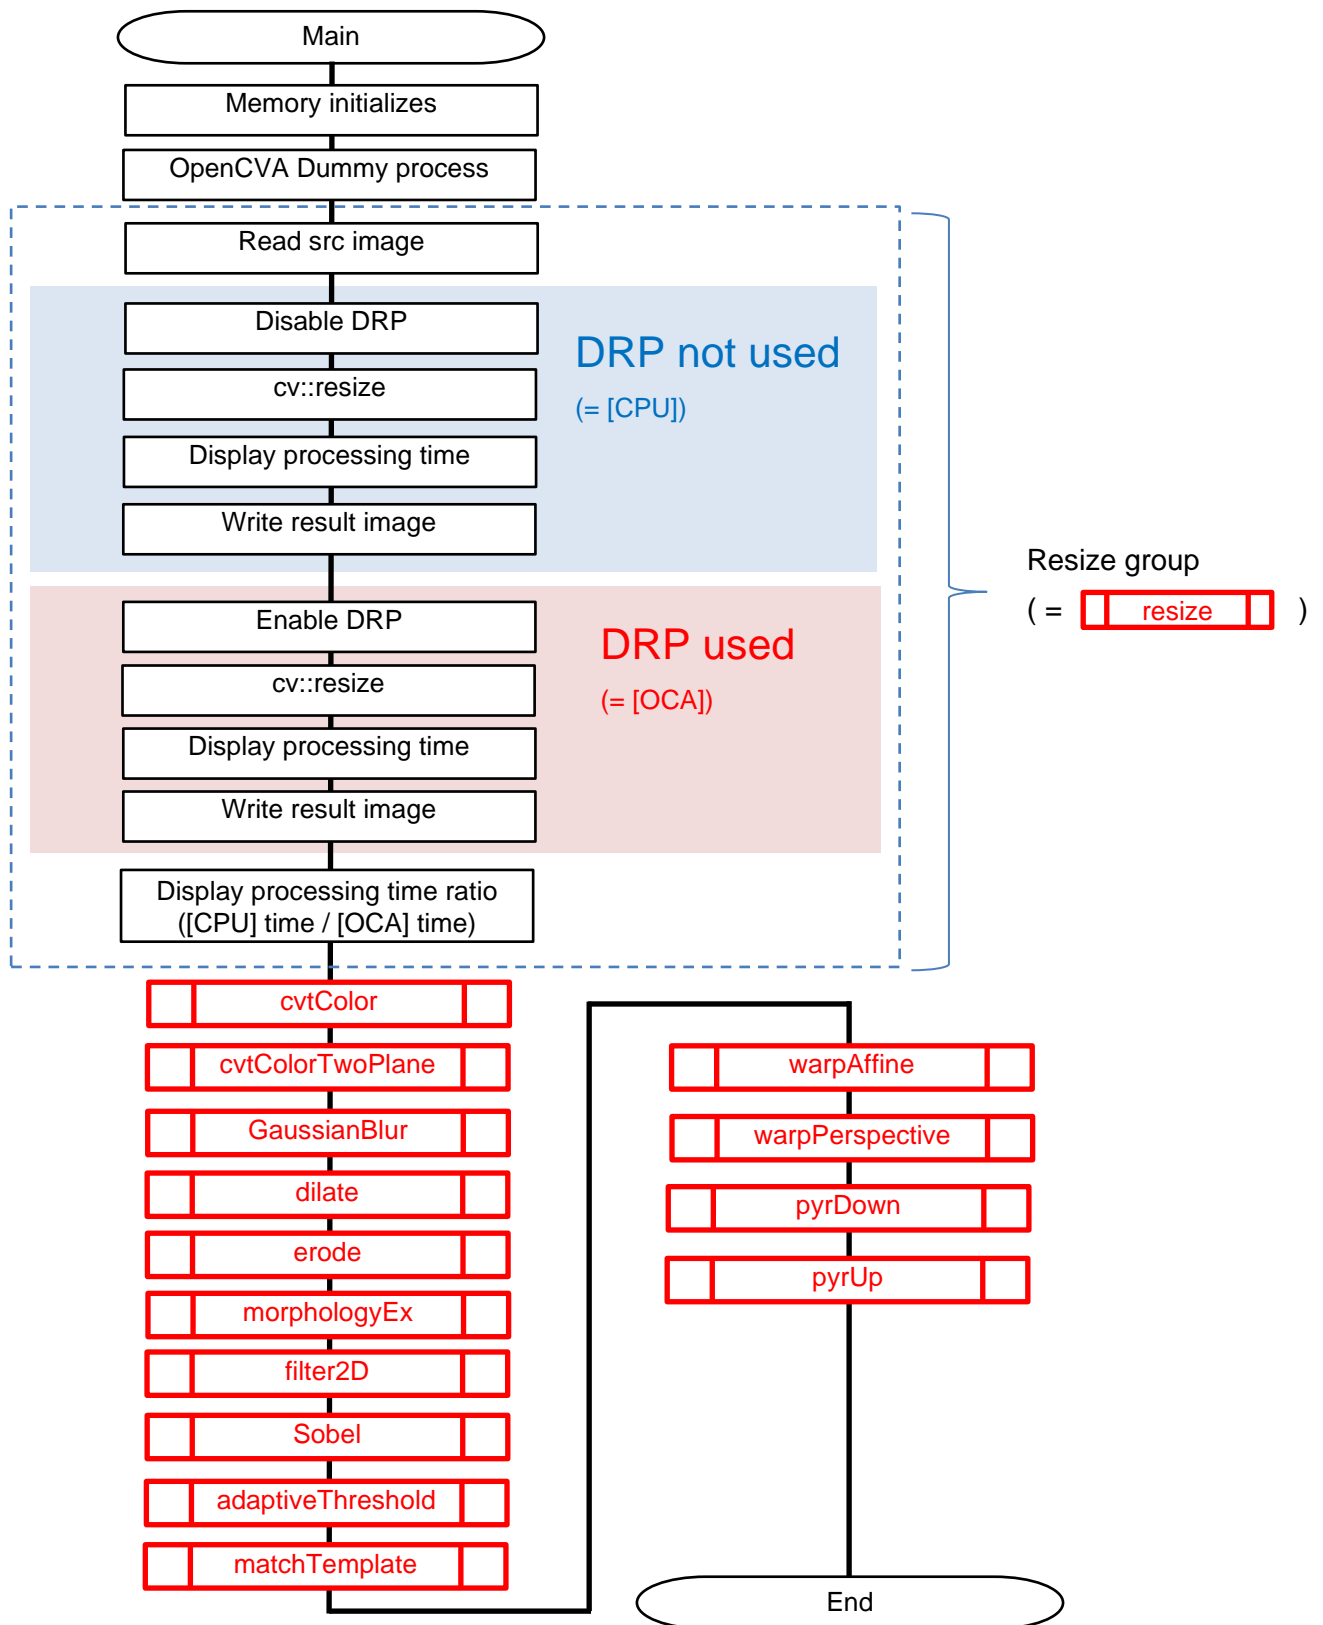 Main
Memory initializes
OpenCVA Dummy process
Read src image
Disable DRP
cv::resize
Display processing time
Write result image
DRP not used
(= [CPU])
Enable DRP
cv::resize
Display processing time
Write result image
DRP used
(= [OCA])
Display processing time ratio
([CPU] time / [OCA] time)
Resize group
( = resize )
cvtColor
cvtColorTwoPlane
GaussianBlur
dilate
erode
morphologyEx
filter2D
Sobel
adaptiveThreshold
matchTemplate
warpAffine
warpPerspective
pyrDown
pyrUp
End